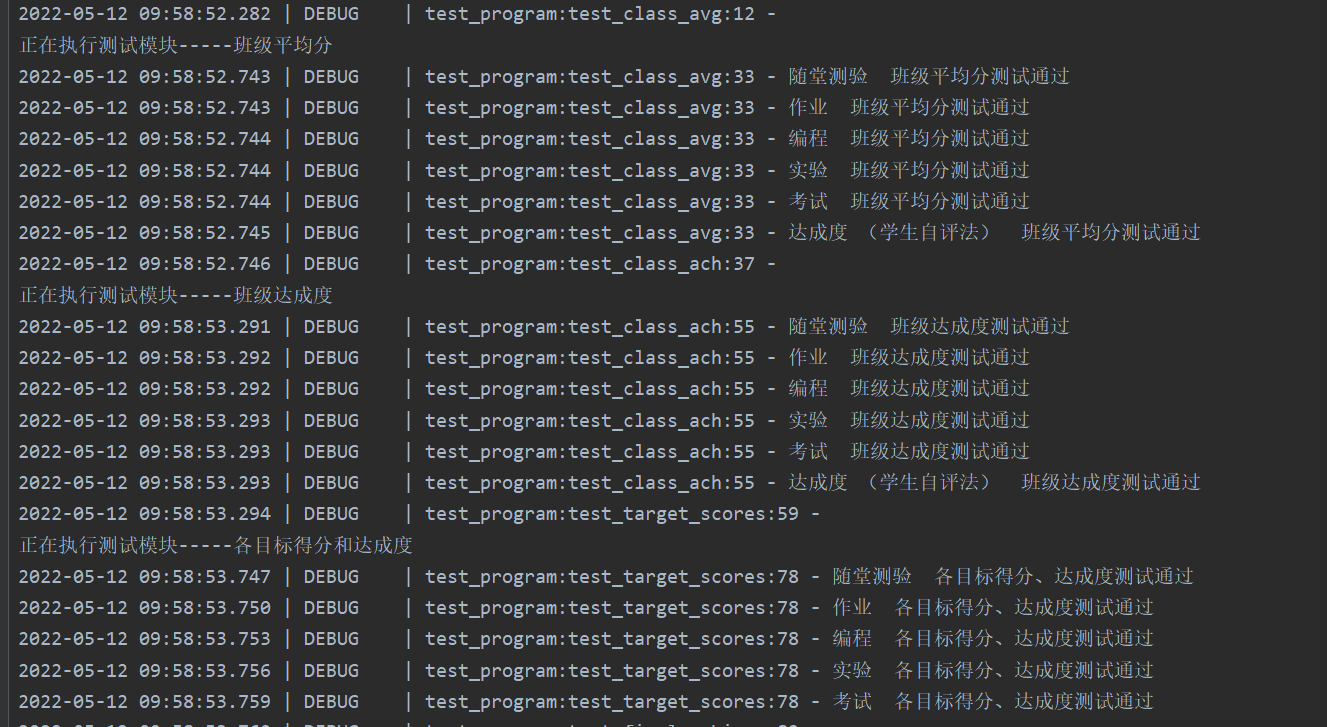 2022-05-12 09:58:52.282 | DEBUG    | test_program:test_class_avg:12 -
正在执行测试模块-----班级平均分
2022-05-12 09:58:52.743 | DEBUG    | test_program:test_class_avg:33 - 随堂测验  班级平均分测试通过
2022-05-12 09:58:52.743 | DEBUG    | test_program:test_class_avg:33 - 作业  班级平均分测试通过
2022-05-12 09:58:52.744 | DEBUG    | test_program:test_class_avg:33 - 编程  班级平均分测试通过
2022-05-12 09:58:52.744 | DEBUG    | test_program:test_class_avg:33 - 实验  班级平均分测试通过
2022-05-12 09:58:52.744 | DEBUG    | test_program:test_class_avg:33 - 考试  班级平均分测试通过
2022-05-12 09:58:52.745 | DEBUG    | test_program:test_class_avg:33 - 达成度 （学生自评法）  班级平均分测试通过
2022-05-12 09:58:52.746 | DEBUG    | test_program:test_class_ach:37 -
正在执行测试模块-----班级达成度
2022-05-12 09:58:53.291 | DEBUG    | test_program:test_class_ach:55 - 随堂测验  班级达成度测试通过
2022-05-12 09:58:53.292 | DEBUG    | test_program:test_class_ach:55 - 作业  班级达成度测试通过
2022-05-12 09:58:53.292 | DEBUG    | test_program:test_class_ach:55 - 编程  班级达成度测试通过
2022-05-12 09:58:53.293 | DEBUG    | test_program:test_class_ach:55 - 实验  班级达成度测试通过
2022-05-12 09:58:53.293 | DEBUG    | test_program:test_class_ach:55 - 考试  班级达成度测试通过
2022-05-12 09:58:53.293 | DEBUG    | test_program:test_class_ach:55 - 达成度 （学生自评法）  班级达成度测试通过
2022-05-12 09:58:53.294 | DEBUG    | test_program:test_target_scores:59 -
正在执行测试模块-----各目标得分和达成度
2022-05-12 09:58:53.747 | DEBUG    | test_program:test_target_scores:78 - 随堂测验  各目标得分、达成度测试通过
2022-05-12 09:58:53.750 | DEBUG    | test_program:test_target_scores:78 - 作业  各目标得分、达成度测试通过
2022-05-12 09:58:53.753 | DEBUG    | test_program:test_target_scores:78 - 编程  各目标得分、达成度测试通过
2022-05-12 09:58:53.756 | DEBUG    | test_program:test_target_scores:78 - 实验  各目标得分、达成度测试通过
2022-05-12 09:58:53.759 | DEBUG    | test_program:test_target_scores:78 - 考试  各目标得分、达成度测试通过